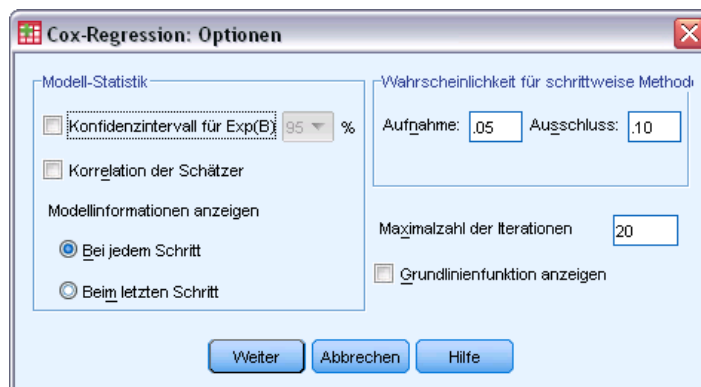 Cox-Regression: Optionen
Modell-Statistik
Konfidenzintervall für Exp(B) 95 %
Korrelation der Schätzer
Modellinformationen anzeigen
Bei jedem Schritt
Beim letzten Schritt
Wahrscheinlichkeit für schrittweise Methode
Aufnahme: .05 Ausschluss: .10
Maximalzahl der Iterationen 20
Grundlinienfunktion anzeigen
Weiter Abbrechen Hilfe